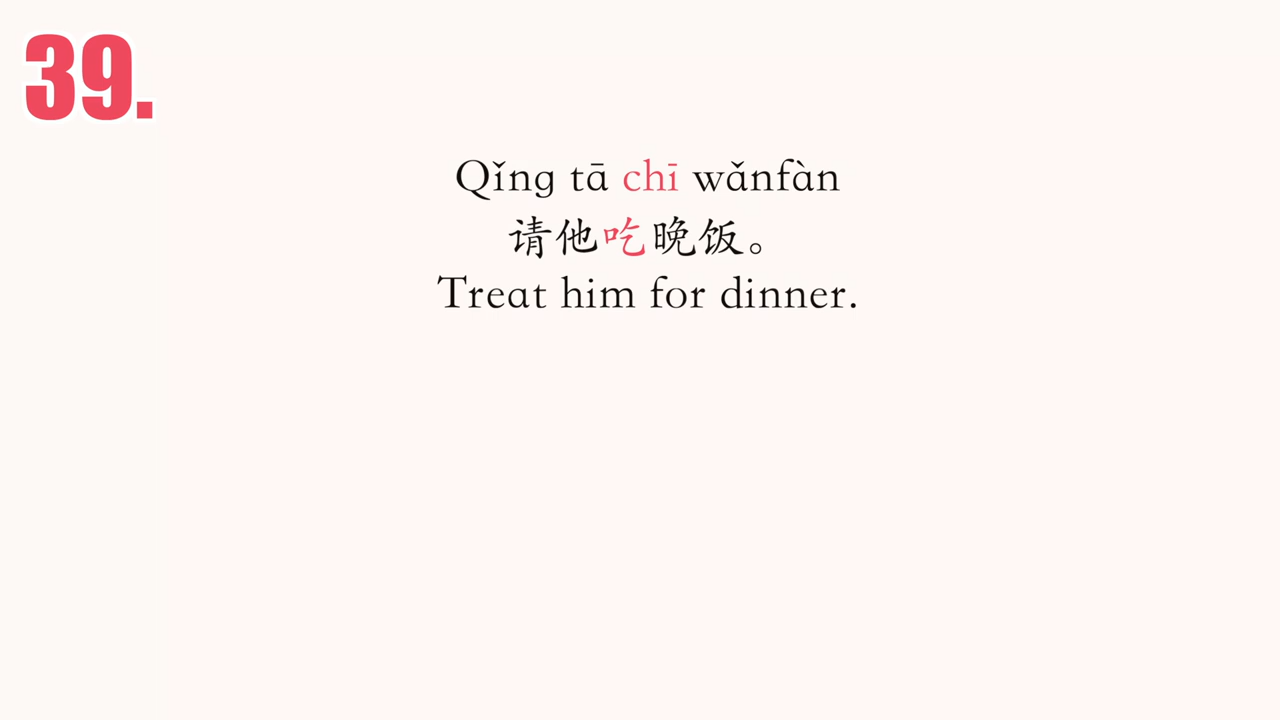 39.
Qǐng tā chī wǎnfàn
请他吃晚饭。
Treat him for dinner.